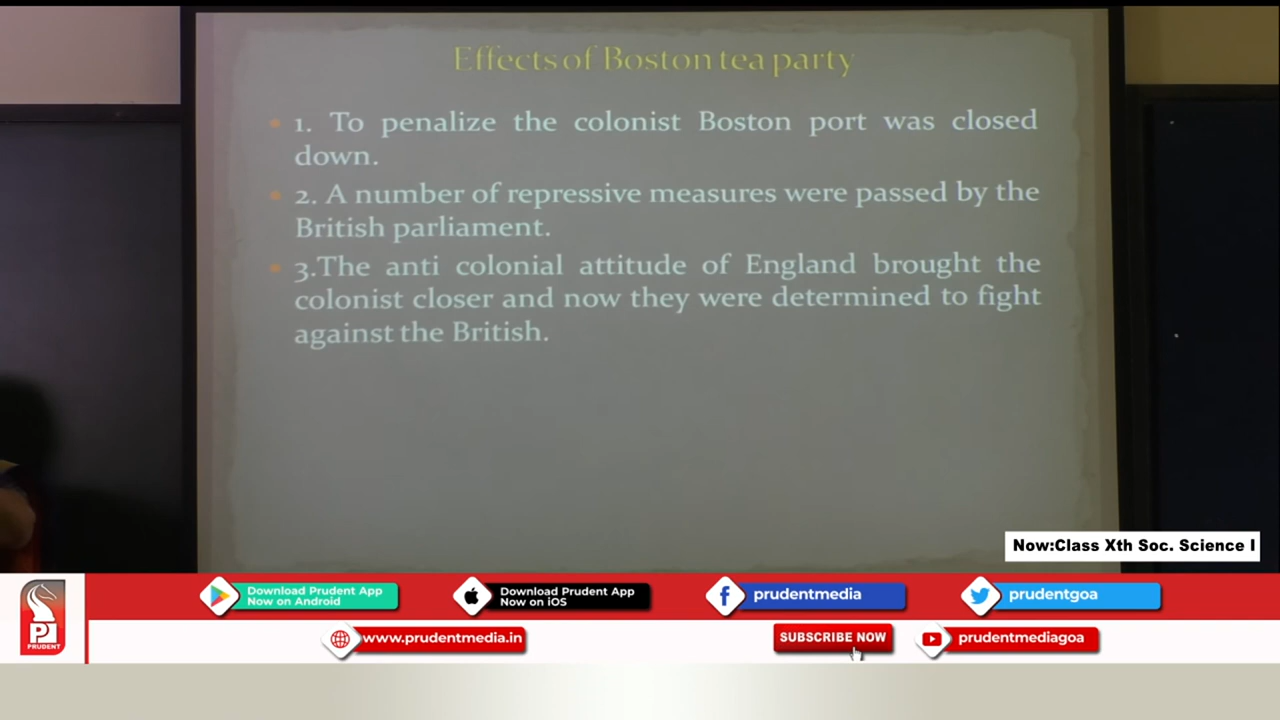 Effects of Boston tea party
1. To penalize the colonist Boston port was closed
down.
2. A number of repressive measures were passed by the
British parliament.
3.The anti colonial attitude of England brought the
colonist closer and now they were determined to fight
against the British.
Now:Class Xth Soc. Science I
Download Prudent App
Now on Android
Download Prudent App
Now on iOS
prudentmedia
prudentgoa
PRUDENT
www.prudentmedia.in
SUBSCRIBE NOW
prudentmediagoa